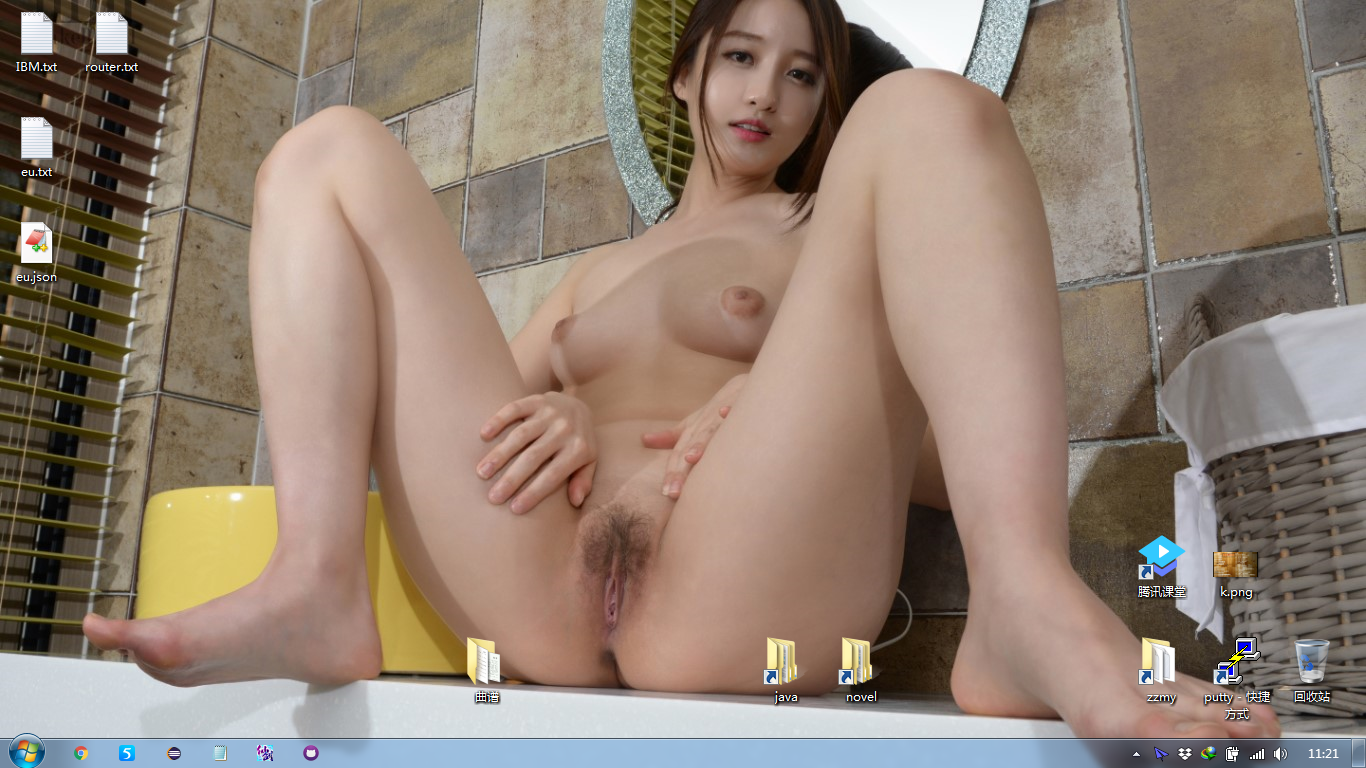 IBM.txt
router.txt
eu.txt
eu.json
腾讯课堂
k.png
曲谱
java
novel
zzmy
putty - 快捷
方式
回收站
11:21